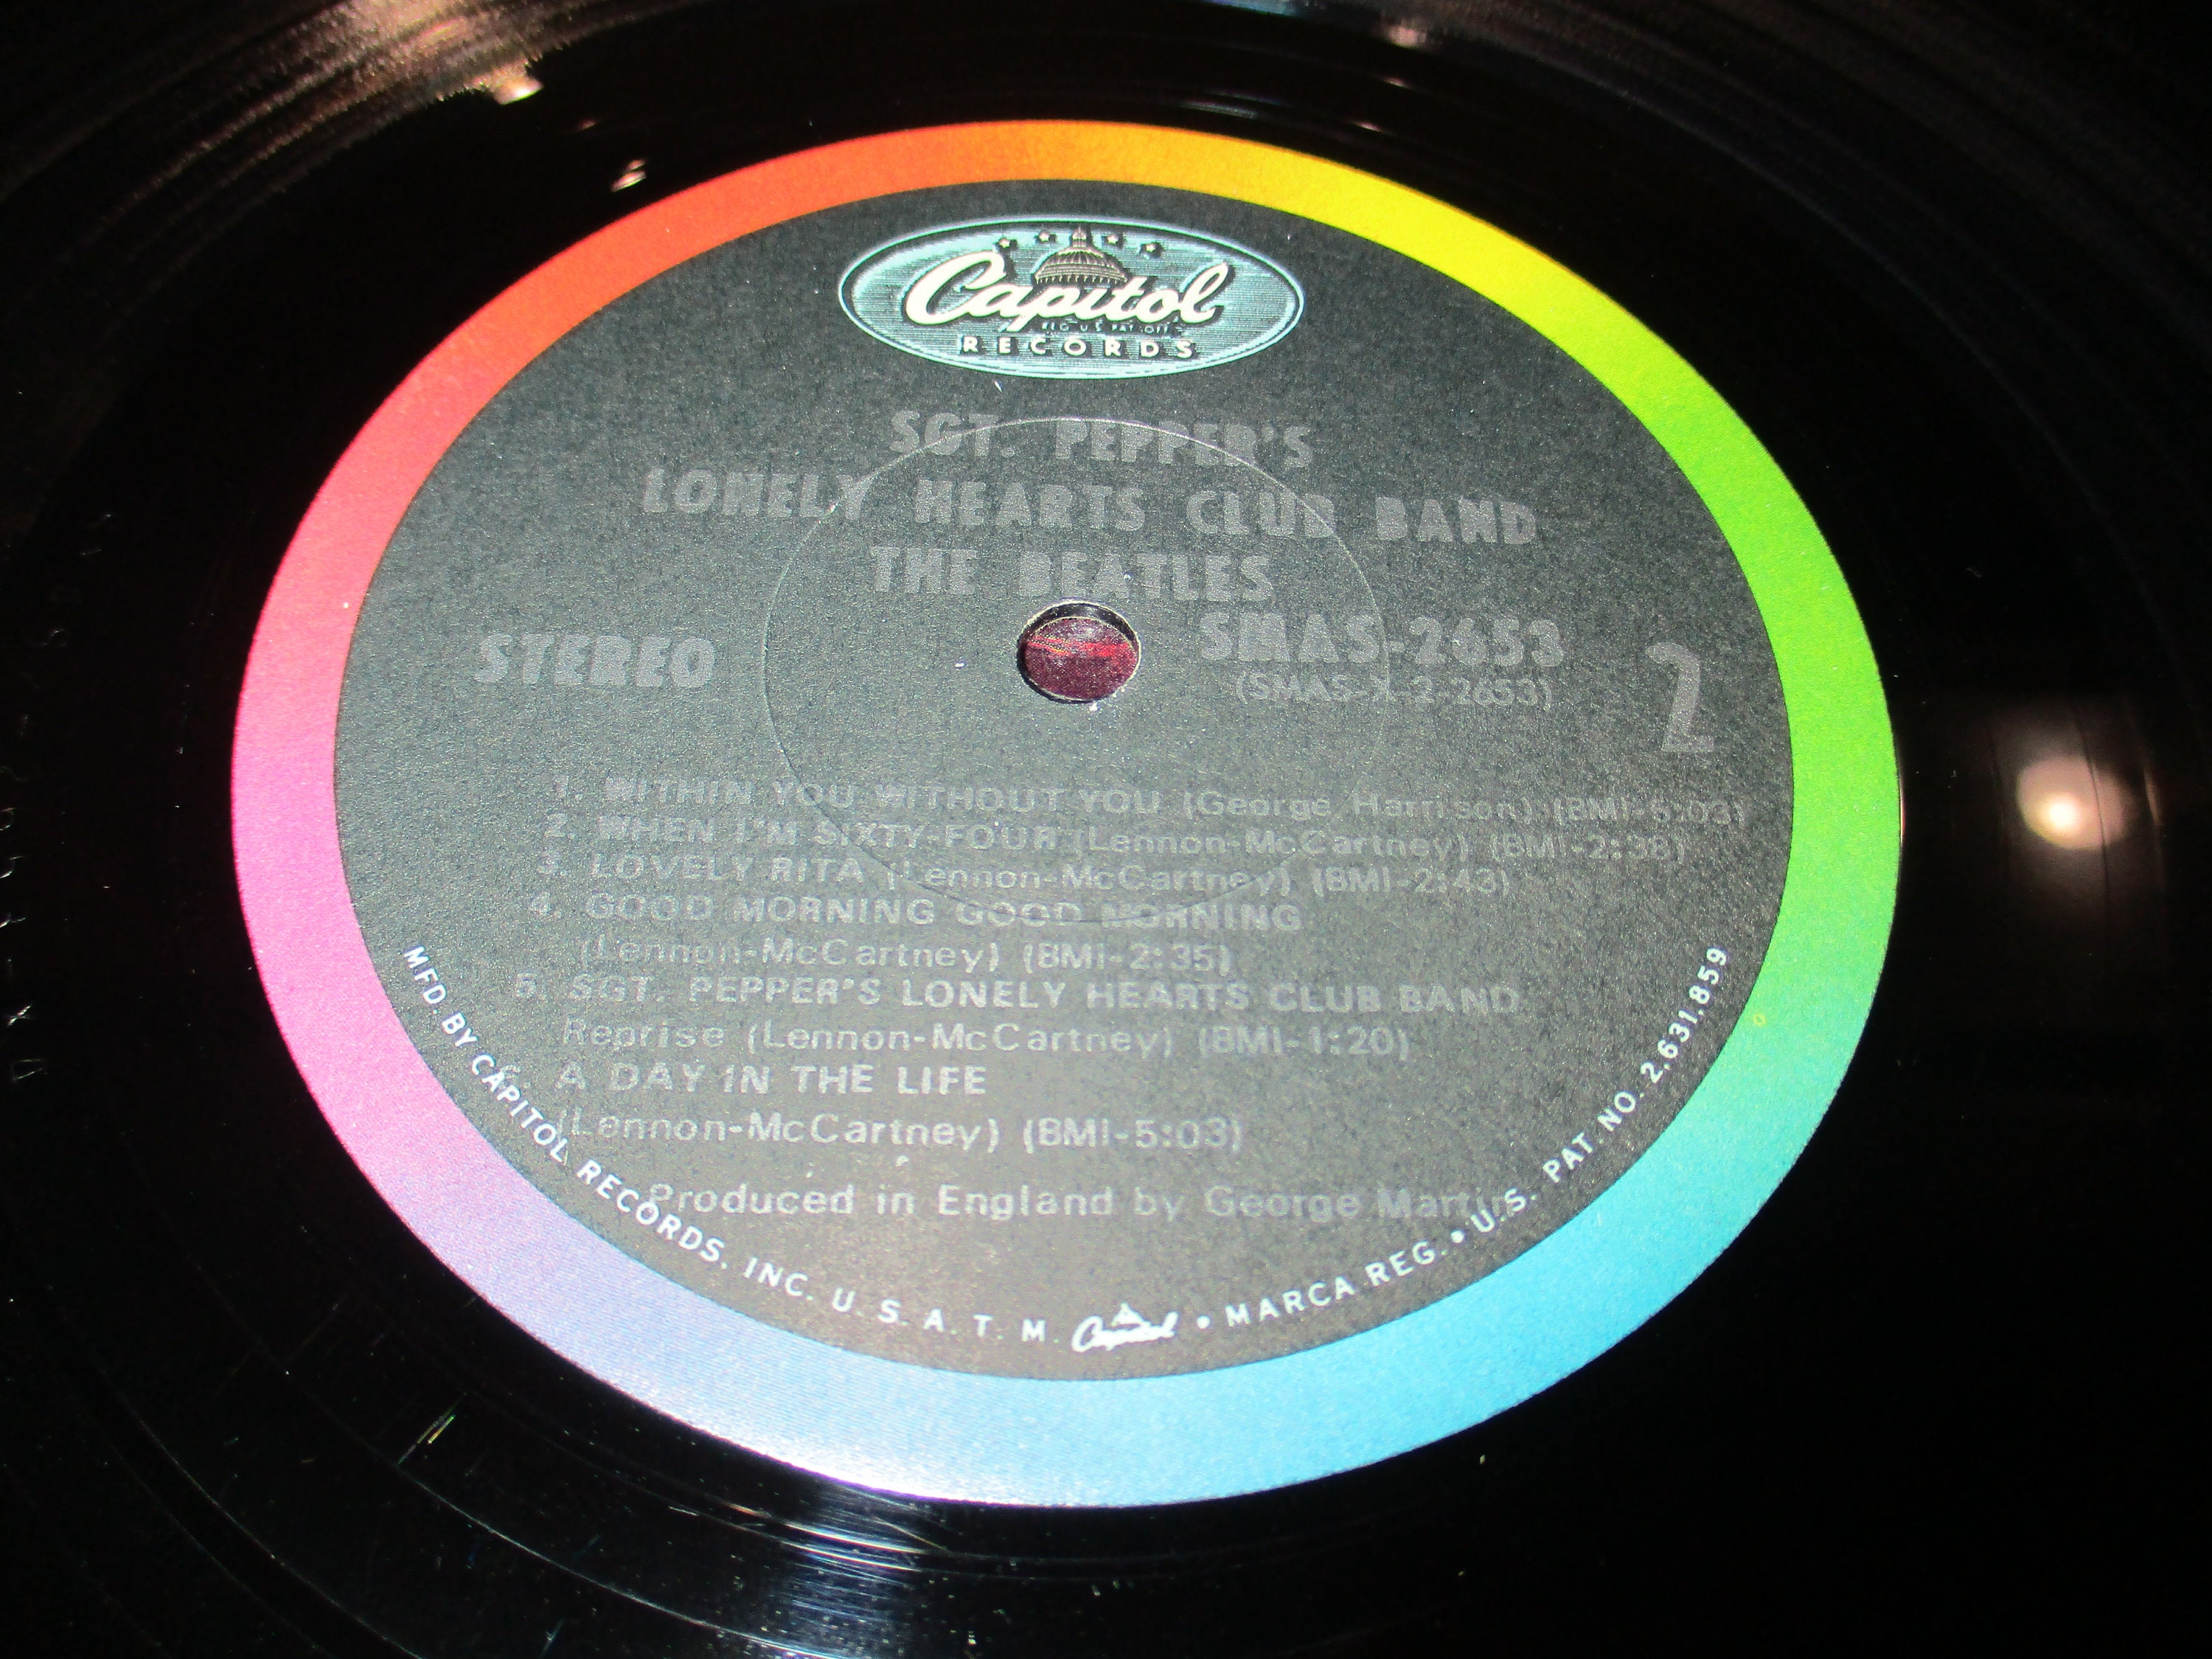 Capitol
REG. U.S. PAT. OFF.
RECORDS
SGT. PEPPER'S
LONELY HEARTS CLUB BAND
THE BEATLES
STEREO
SMAS-2653
(SMAS-X-2-2653)
2
1. WITHIN YOU WITHOUT YOU (George Harrison) (BMI-5:03)
2. WHEN I'M SIXTY-FOUR (Lennon-McCartney) (BMI-2:38)
3. LOVELY RITA (Lennon-McCartney) (BMI-2:43)
4. GOOD MORNING GOOD MORNING
(Lennon-McCartney) (BMI-2:35)
5. SGT. PEPPER'S LONELY HEARTS CLUB BAND
Reprise (Lennon-McCartney) (BMI-1:20)
6. A DAY IN THE LIFE
(Lennon-McCartney) (BMI-5:03)
Produced in England by George Martin
MFD. BY CAPITOL RECORDS, INC. U. S. A. T. M. Capitol • MARCA REG. • U.S. PAT. NO. 2,631,859